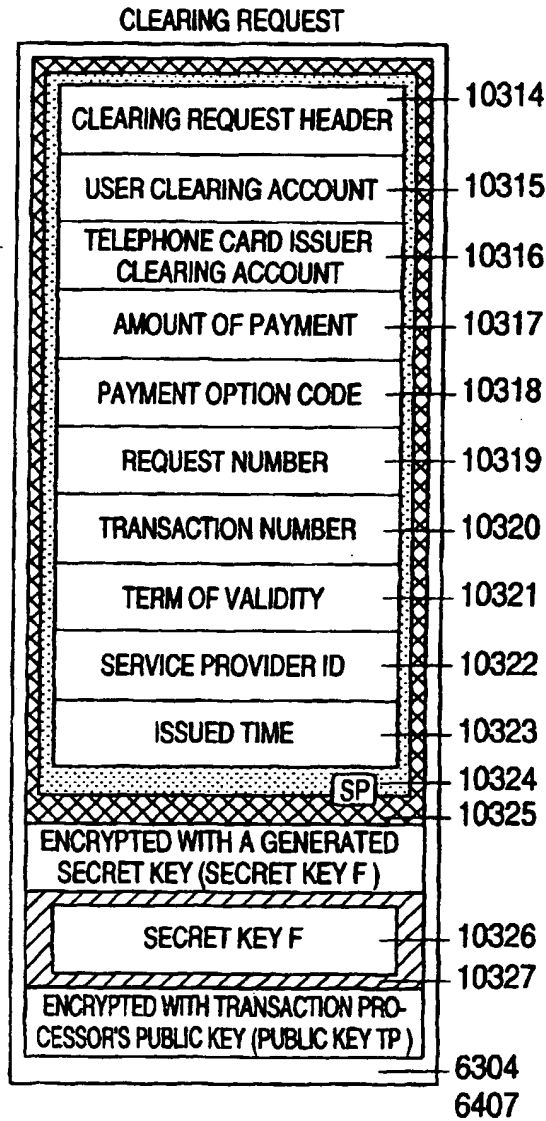 CLEARING REQUEST
CLEARING REQUEST HEADER 10314
USER CLEARING ACCOUNT 10315
TELEPHONE CARD ISSUER
CLEARING ACCOUNT 10316
AMOUNT OF PAYMENT 10317
PAYMENT OPTION CODE 10318
REQUEST NUMBER 10319
TRANSACTION NUMBER 10320
TERM OF VALIDITY 10321
SERVICE PROVIDER ID 10322
ISSUED TIME 10323
SP 10324
10325
ENCRYPTED WITH A GENERATED
SECRET KEY (SECRET KEY F)
SECRET KEY F 10326
10327
ENCRYPTED WITH TRANSACTION PRO-
CESSOR'S PUBLIC KEY (PUBLIC KEY TP)
6304
6407